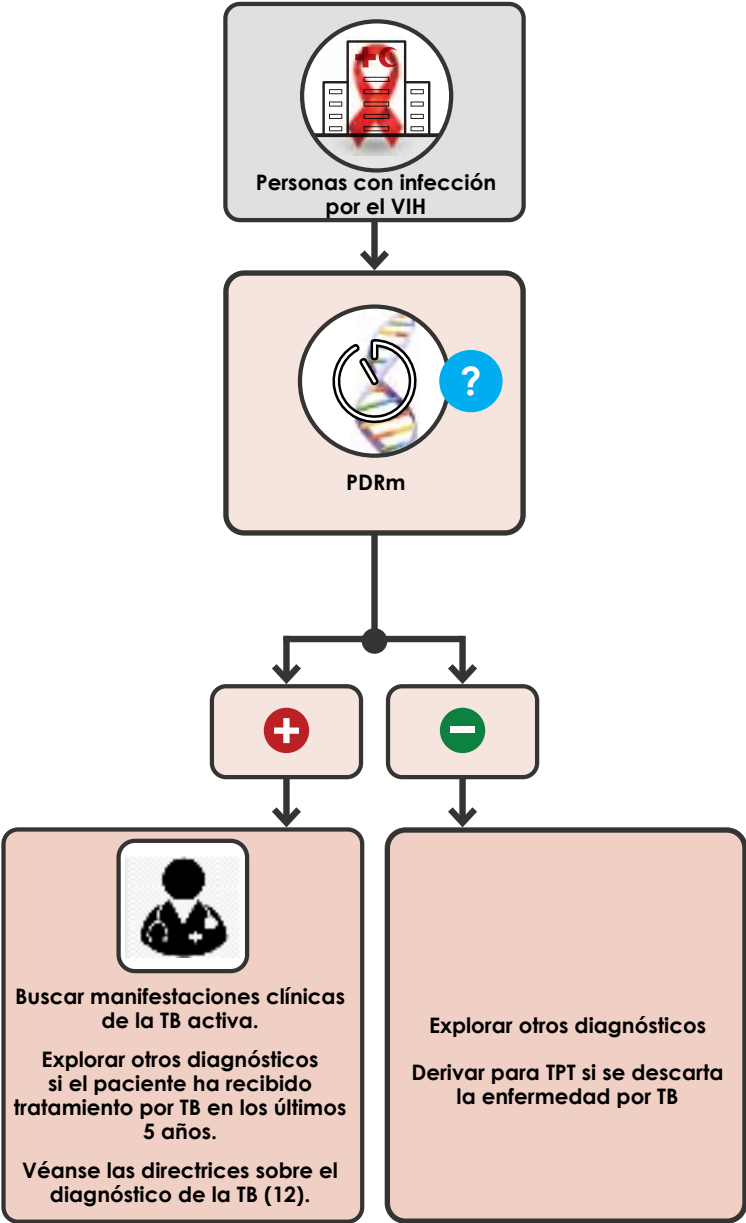 Personas con infección
por el VIH
?
PDRm
Buscar manifestaciones clínicas
de la TB activa.
Explorar otros diagnósticos
si el paciente ha recibido
tratamiento por TB en los últimos
5 años.
Véanse las directrices sobre el
diagnóstico de la TB (12).
Explorar otros diagnósticos
Derivar para TPT si se descarta
la enfermedad por TB